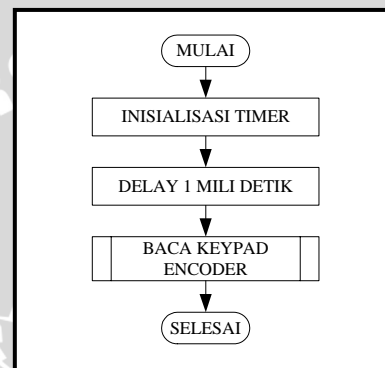 MULAI
INISIALISASI TIMER
DELAY 1 MILI DETIK
BACA KEYPAD
ENCODER
SELESAI